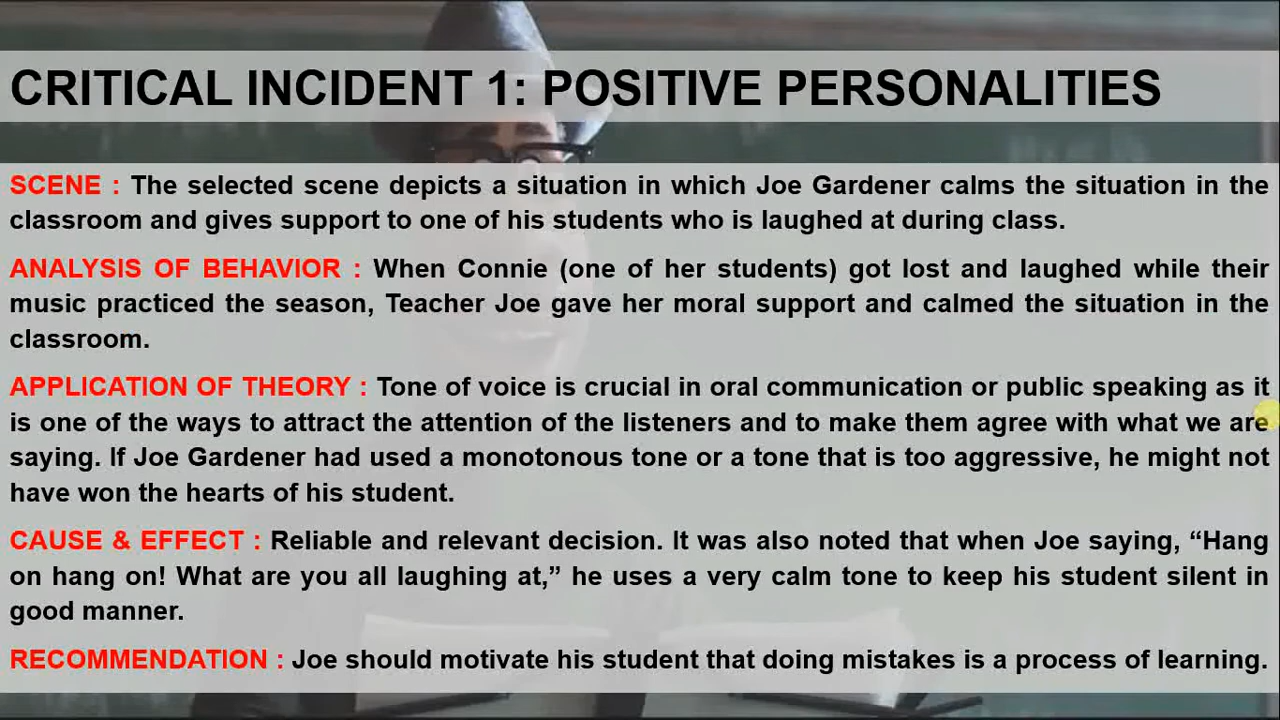 CRITICAL INCIDENT 1: POSITIVE PERSONALITIES
SCENE : The selected scene depicts a situation in which Joe Gardener calms the situation in the
classroom and gives support to one of his students who is laughed at during class.
ANALYSIS OF BEHAVIOR : When Connie (one of her students) got lost and laughed while their
music practiced the season, Teacher Joe gave her moral support and calmed the situation in the
classroom.
APPLICATION OF THEORY : Tone of voice is crucial in oral communication or public speaking as it
is one of the ways to attract the attention of the listeners and to make them agree with what we are
saying. If Joe Gardener had used a monotonous tone or a tone that is too aggressive, he might not
have won the hearts of his student.
CAUSE & EFFECT : Reliable and relevant decision. It was also noted that when Joe saying, “Hang
on hang on! What are you all laughing at,” he uses a very calm tone to keep his student silent in
good manner.
RECOMMENDATION : Joe should motivate his student that doing mistakes is a process of learning.